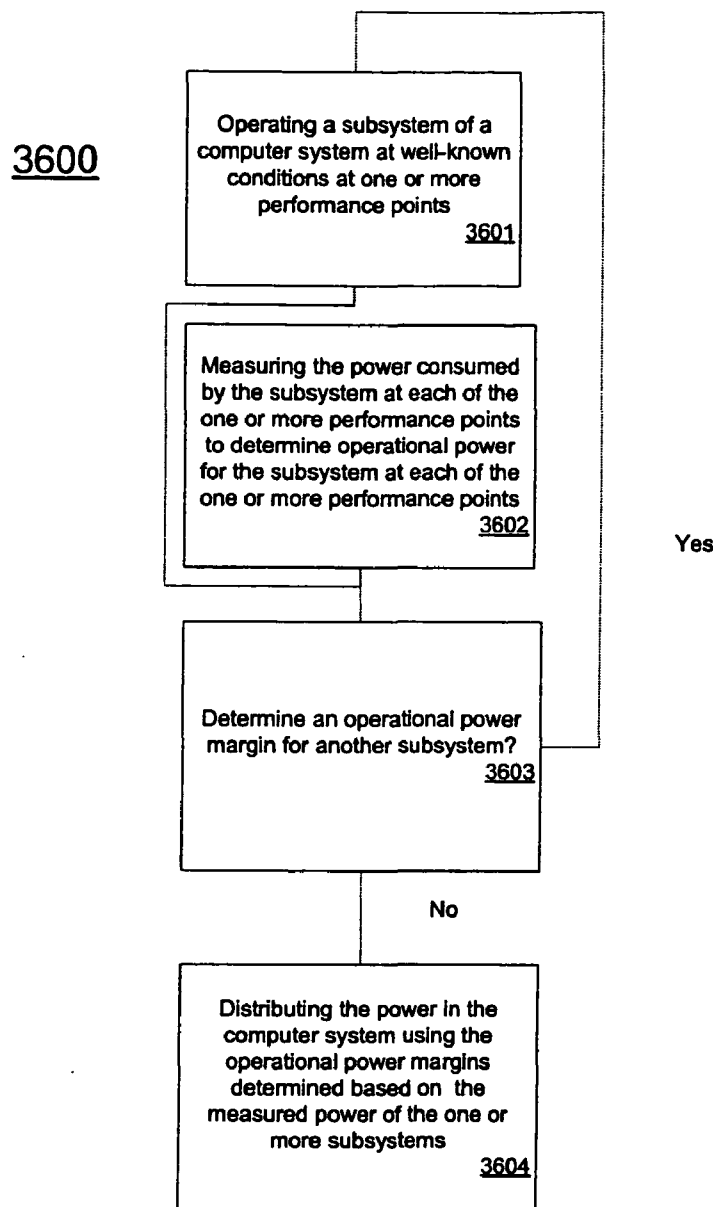 3600
Operating a subsystem of a
computer system at well-known
conditions at one or more
performance points
3601
Measuring the power consumed
by the subsystem at each of the
one or more performance points
to determine operational power
for the subsystem at each of the
one or more performance points
3602
Yes
Determine an operational power
margin for another subsystem?
3603
No
Distributing the power in the
computer system using the
operational power margins
determined based on the
measured power of the one or
more subsystems
3604